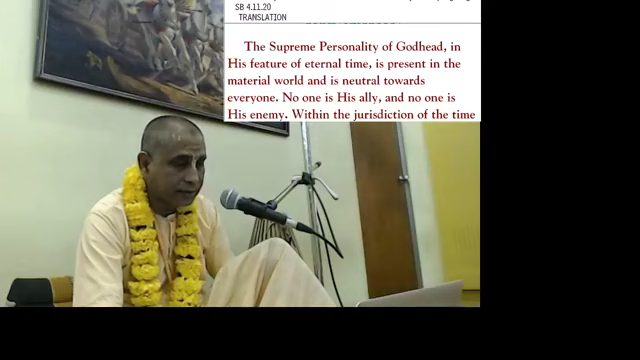 SB 4.11.20
TRANSLATION
The Supreme Personality of Godhead, in
His feature of eternal time, is present in the
material world and is neutral towards
everyone. No one is His ally, and no one is
His enemy. Within the jurisdiction of the time